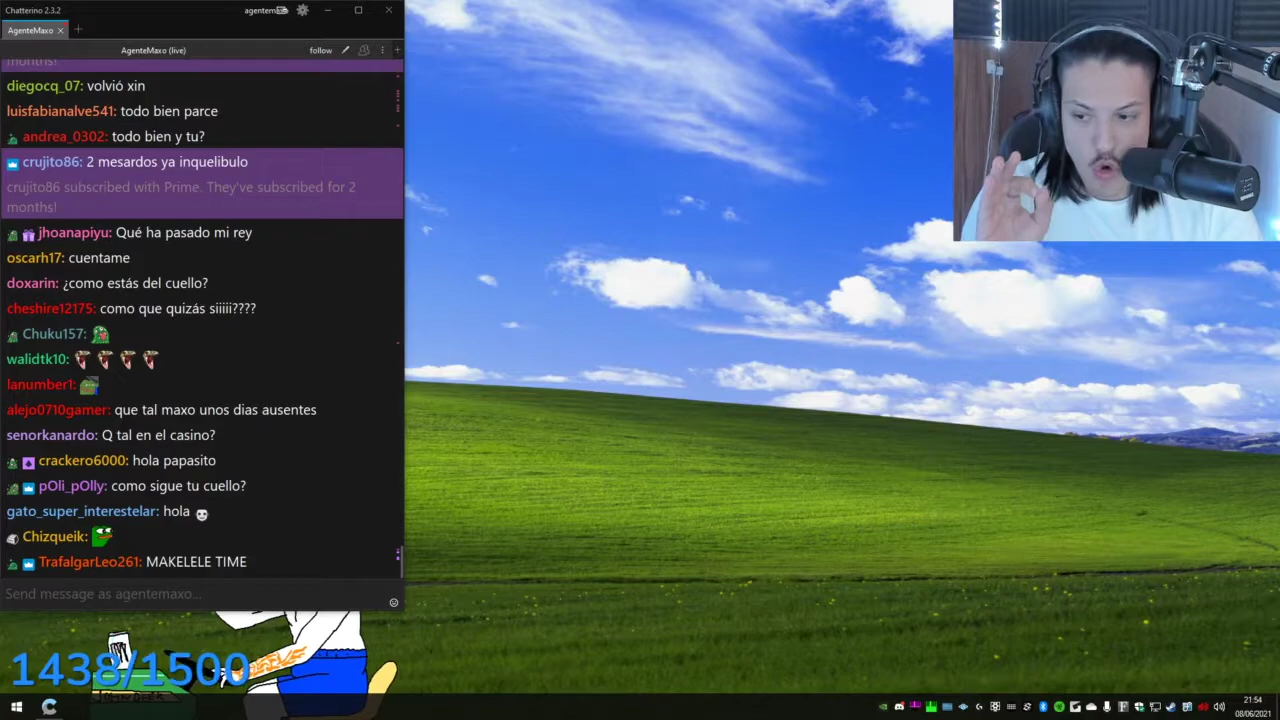 Chatterino 2.3.2
agentem
AgenteMaxo
AgenteMaxo (live)
follow
months!
diegocq_07: volvió xin
luisfabianalve541: todo bien parce
andrea_0302: todo bien y tu?
crujito86: 2 mesardos ya inquelibulo
crujito86 subscribed with Prime. They've subscribed for 2
months!
jhoanapiyu: Qué ha pasado mi rey
oscarh17: cuentame
doxarin: ¿como estás del cuello?
cheshire12175: como que quizás siiiii????
Chuku157:
walidtk10:
lanumber1:
alejo0710gamer: que tal maxo unos dias ausentes
senorkanardo: Q tal en el casino?
crackero6000: hola papasito
pOli_pOlly: como sigue tu cuello?
gato_super_interestelar: hola
Chizqueik:
TrafalgarLeo261: MAKELELE TIME
Send message as agentemaxo...
1438/1500
21:54
08/06/2021